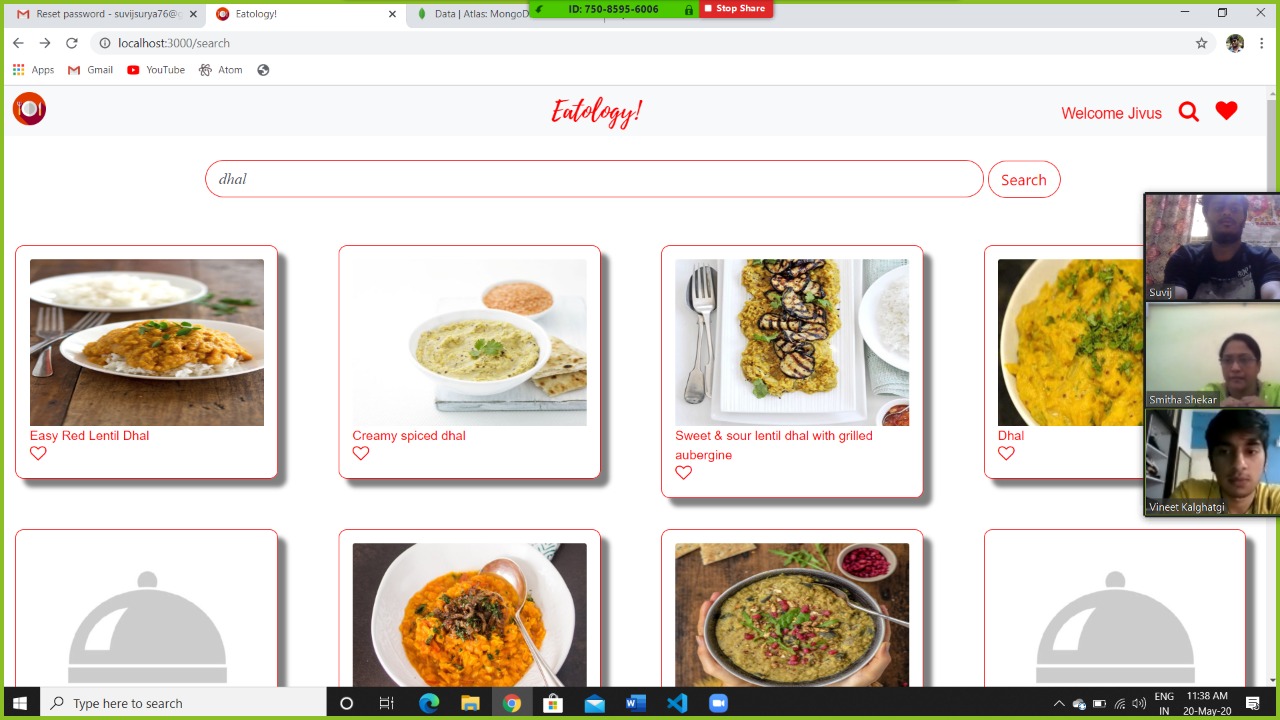 Reset password - suvijsurya76@
Eatology!
Data | Atlas: MongoD
ID: 750-8595-6006
Stop Share
localhost:3000/search
Apps
Gmail
YouTube
Atom
Eatology!
Welcome Jivus
dhal
Search
Easy Red Lentil Dhal
Creamy spiced dhal
Sweet & sour lentil dhal with grilled
aubergine
Dhal
Suvij
Smitha Shekar
Vineet Kalghatgi
Type here to search
ENG
IN
11:38 AM
20-May-20